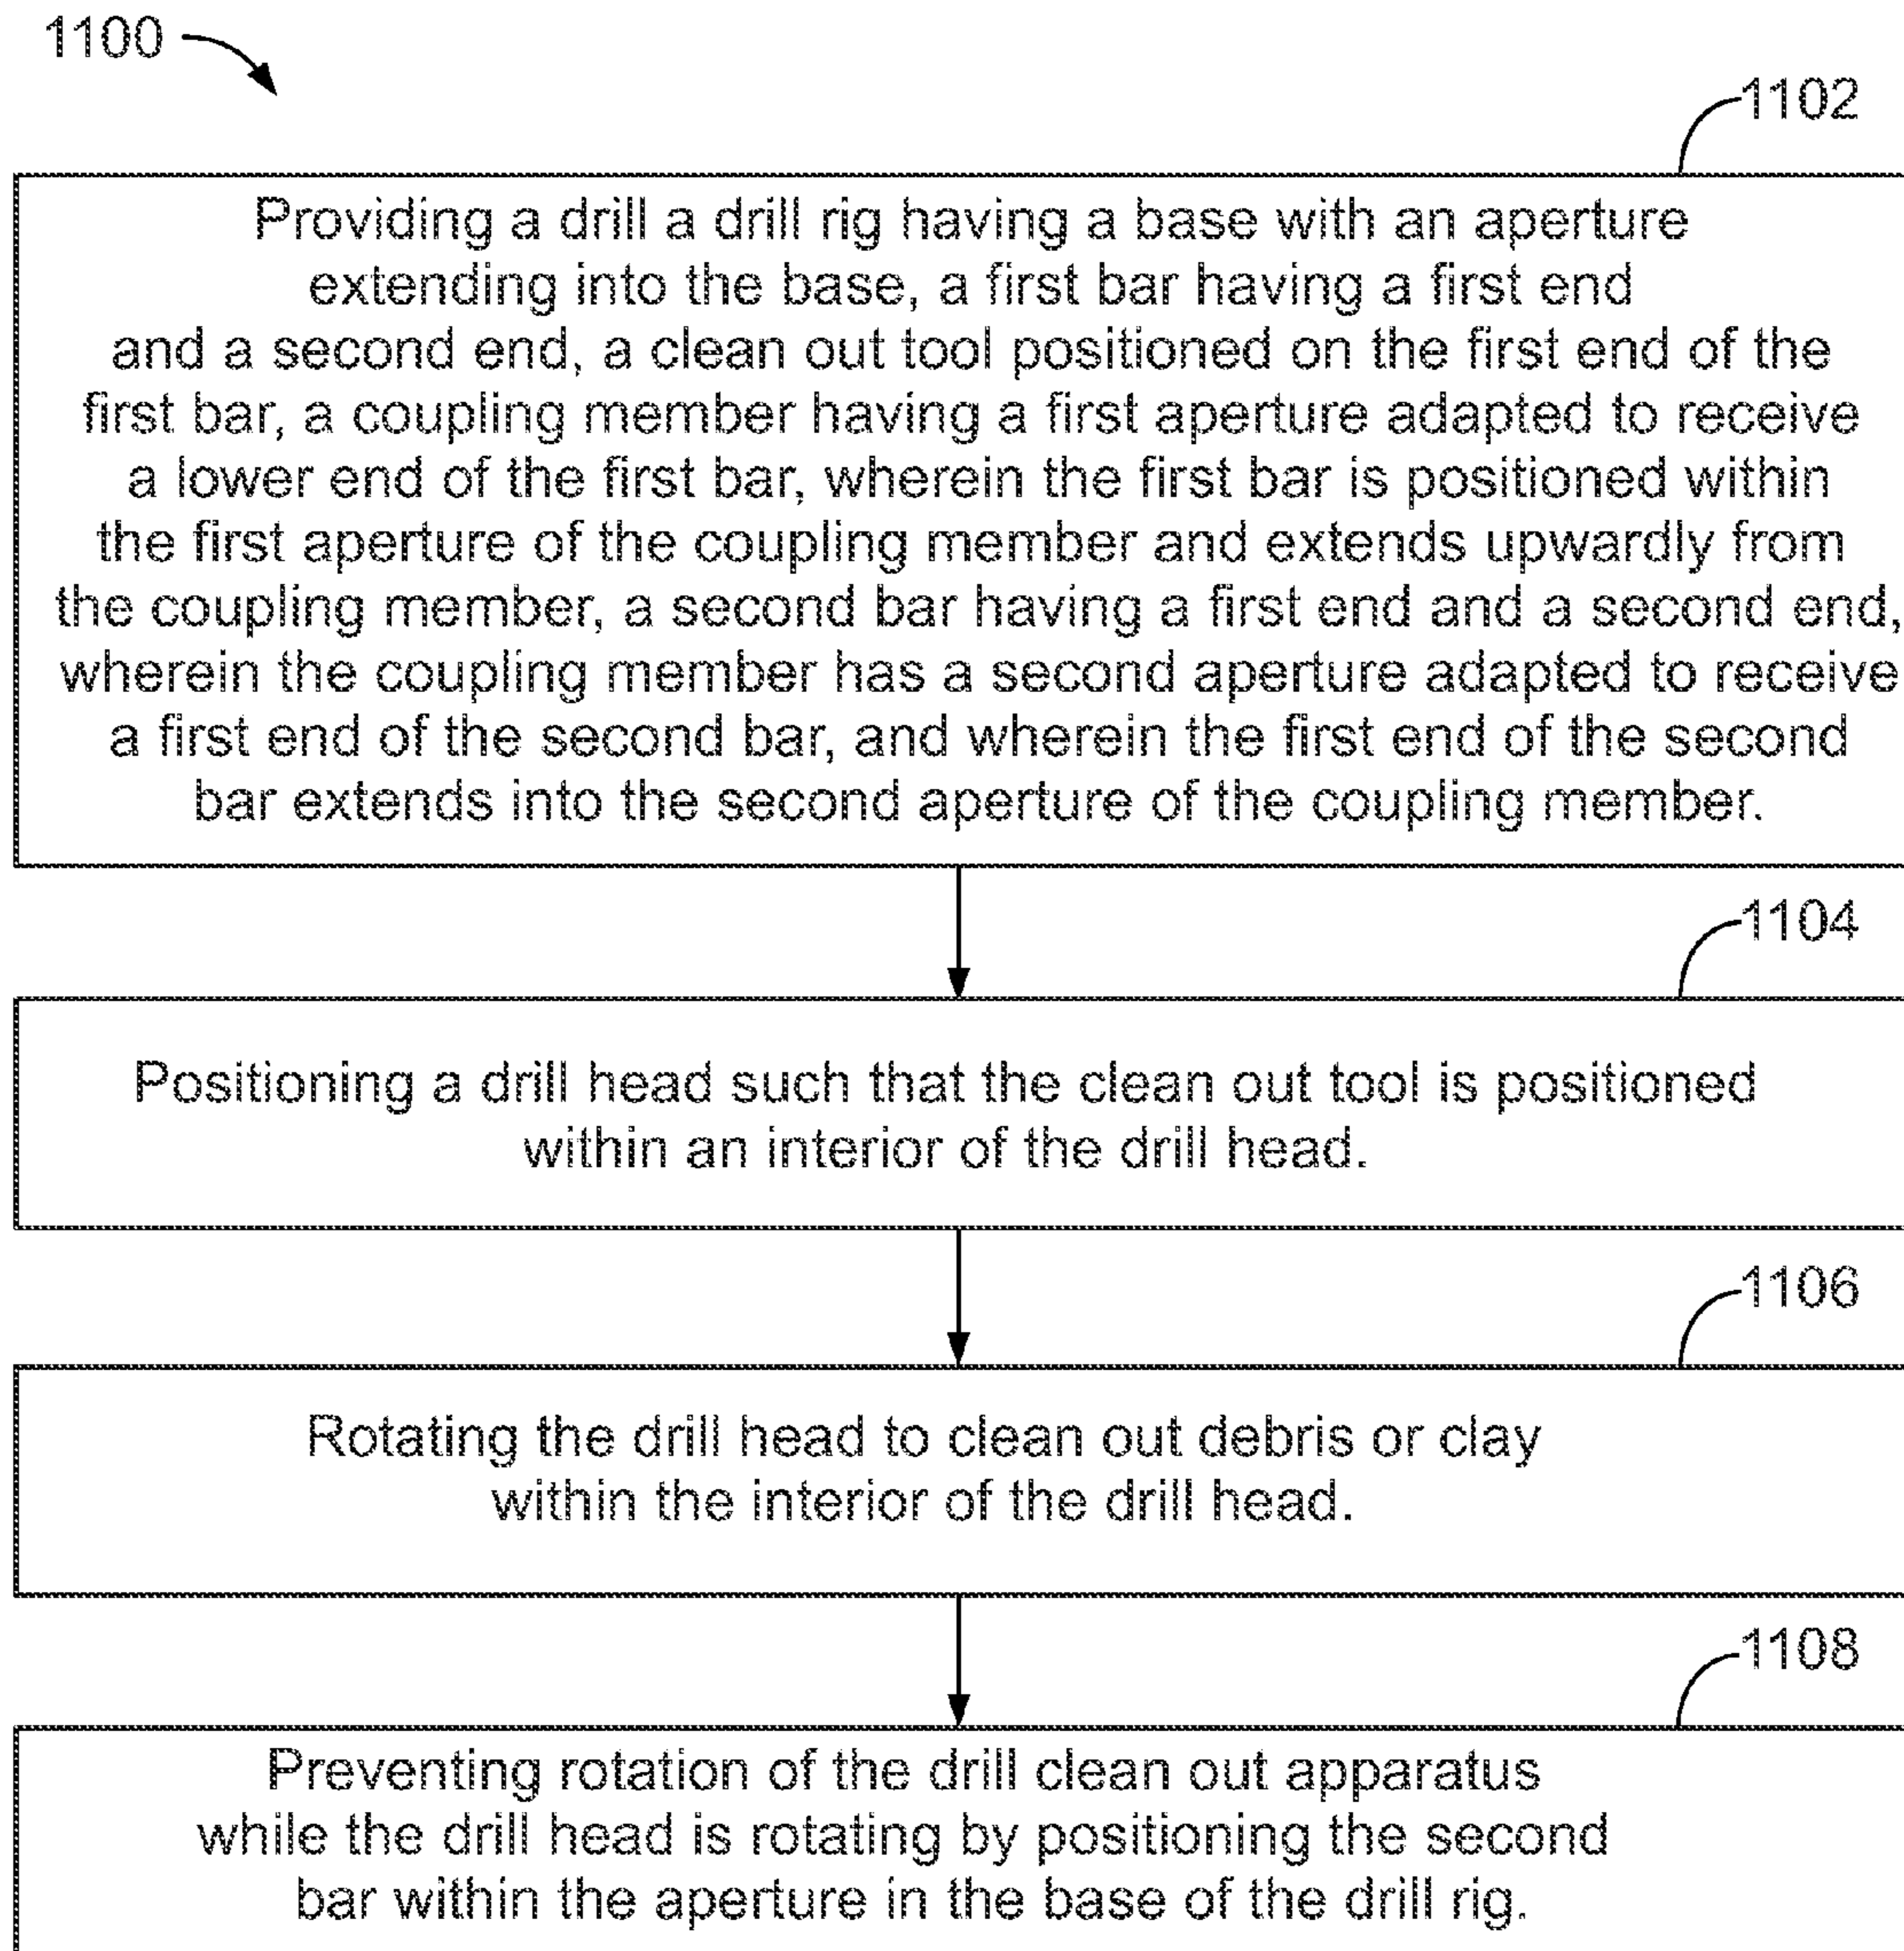 1100
1102
Providing a drill a drill rig having a base with an aperture
extending into the base, a first bar having a first end
and a second end, a clean out tool positioned on the first end of the
first bar, a coupling member having a first aperture adapted to receive
a lower end of the first bar, wherein the first bar is positioned within
the first aperture of the coupling member and extends upwardly from
the coupling member, a second bar having a first end and a second end,
wherein the coupling member has a second aperture adapted to receive
a first end of the second bar, and wherein the first end of the second
bar extends into the second aperture of the coupling member.
1104
Positioning a drill head such that the clean out tool is positioned
within an interior of the drill head.
1106
Rotating the drill head to clean out debris or clay
within the interior of the drill head.
1108
Preventing rotation of the drill clean out apparatus
while the drill head is rotating by positioning the second
bar within the aperture in the base of the drill rig.